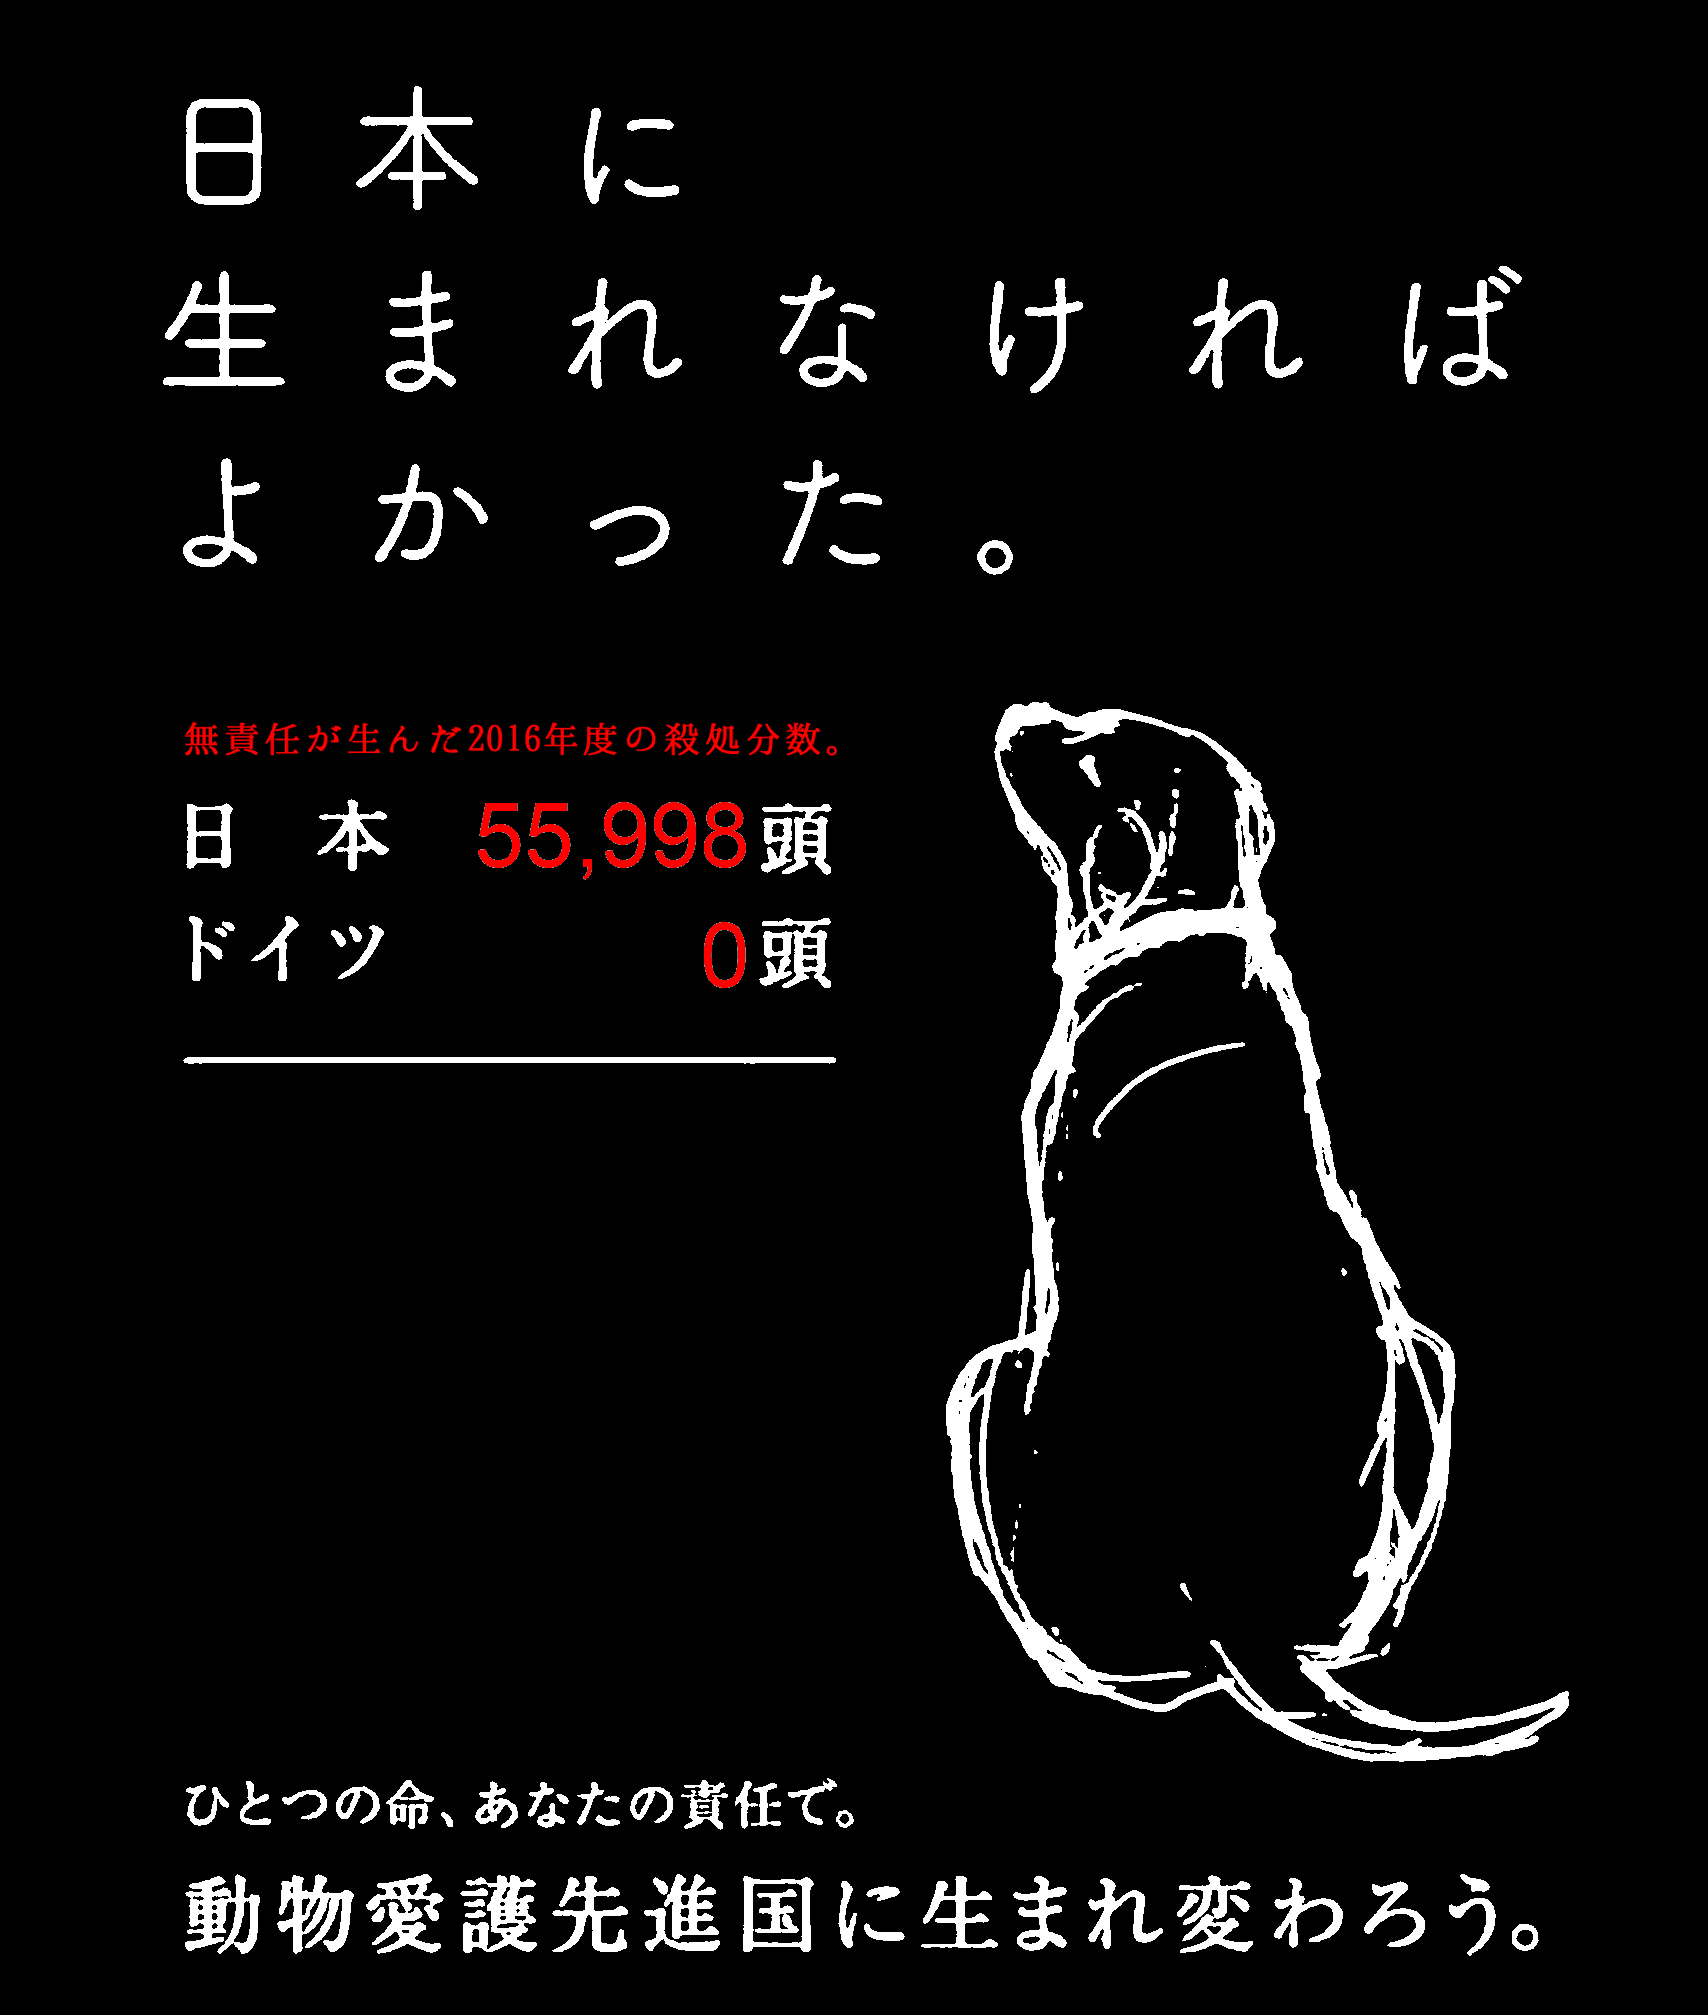 日本に
生まれなければ
よかった。
無責任が生んだ2016年度の殺処分数。
日本 55,998頭
ドイツ 0頭
ひとつの命、あなたの責任で。
動物愛護先進国に生まれ変わろう。